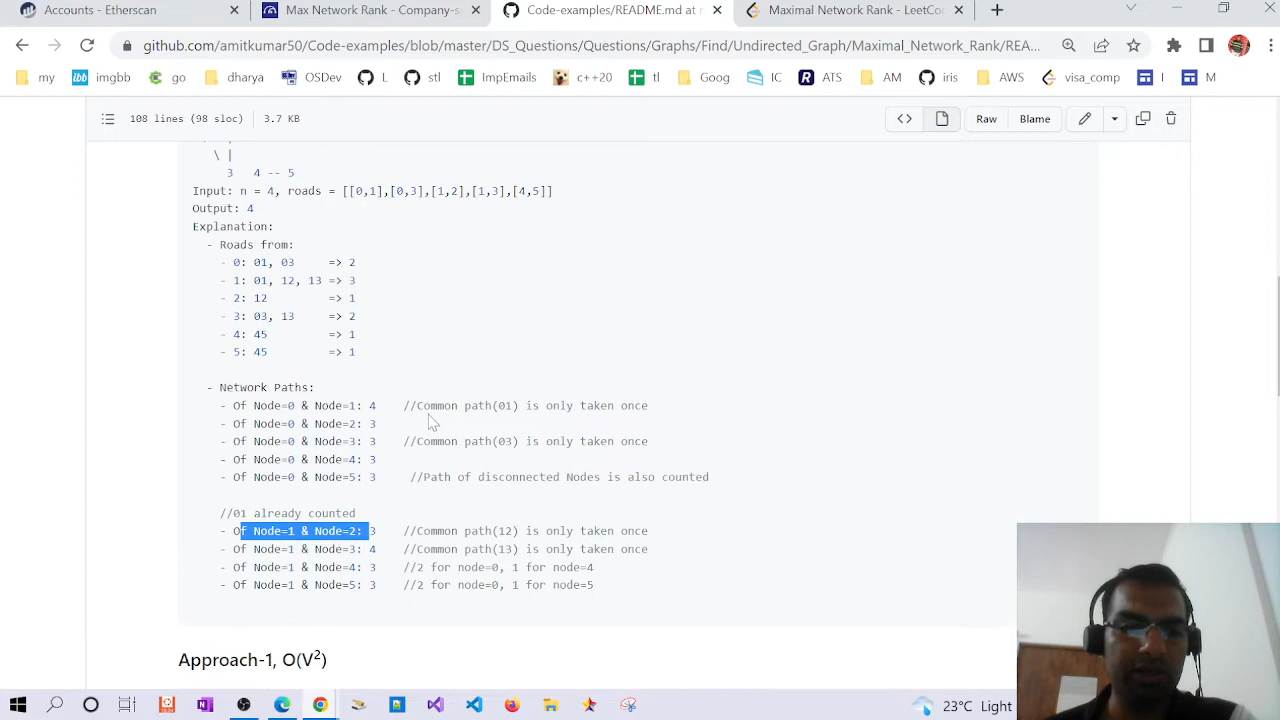 Accounts - Etherscan
Max Network Rank - Company-s
Code-examples/README.md at r
Maximal Network Rank - LeetCo
github.com/amitkumar50/Code-examples/blob/master/DS_Questions/Questions/Graphs/Find/Undirected_Graph/Maximal_Network_Rank/REA...
my imgbb go dharya OSDev L stl ImpEmails c++20 tl Goog IC ATS AM iris AWS visa_comp I M
108 lines (98 sloc) 3.7 KB
Raw Blame
\ |
3 4 -- 5
Input: n = 4, roads = [[0,1],[0,3],[1,2],[1,3],[4,5]]
Output: 4
Explanation:
- Roads from:
- 0: 01, 03 => 2
- 1: 01, 12, 13 => 3
- 2: 12 => 1
- 3: 03, 13 => 2
- 4: 45 => 1
- 5: 45 => 1
- Network Paths:
- Of Node=0 & Node=1: 4 //Common path(01) is only taken once
- Of Node=0 & Node=2: 3
- Of Node=0 & Node=3: 3 //Common path(03) is only taken once
- Of Node=0 & Node=4: 3
- Of Node=0 & Node=5: 3 //Path of disconnected Nodes is also counted
//01 already counted
- Of Node=1 & Node=2: 3 //Common path(12) is only taken once
- Of Node=1 & Node=3: 4 //Common path(13) is only taken once
- Of Node=1 & Node=4: 3 //2 for node=0, 1 for node=4
- Of Node=1 & Node=5: 3 //2 for node=0, 1 for node=5
Approach-1, O(V²)
23°C Light